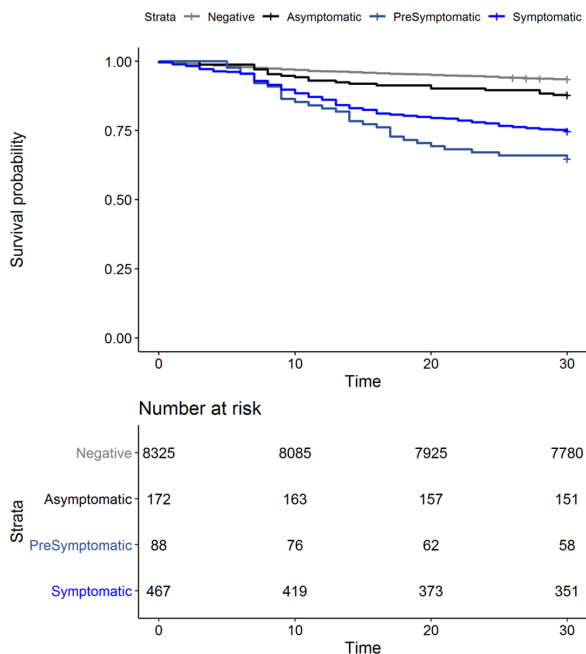 Strata Negative Asymptomatic PreSymptomatic Symptomatic
1.00
0.75
0.50
0.25
0.00
Survival probability
0 10 20 30
Time
Number at risk
Negative 8325 8085 7925 7780
Asymptomatic 172 163 157 151
PreSymptomatic 88 76 62 58
Symptomatic 467 419 373 351
Strata
0 10 20 30
Time